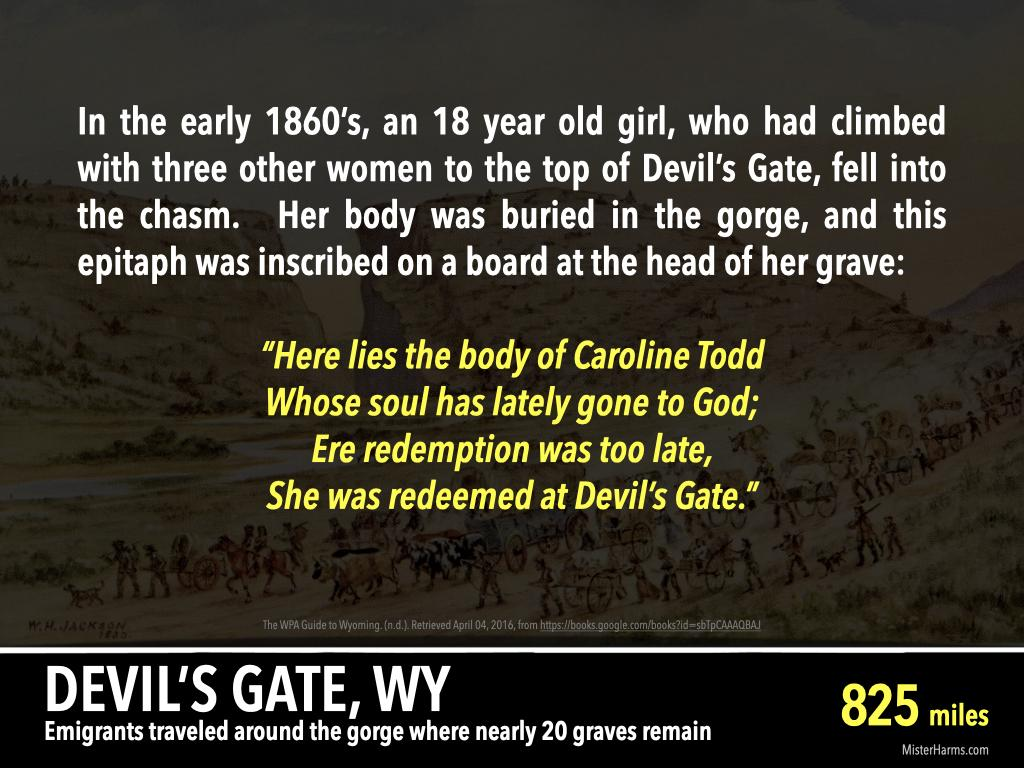 In the early 1860's, an 18 year old girl, who had climbed
with three other women to the top of Devil's Gate, fell into
the chasm.  Her body was buried in the gorge, and this
epitaph was inscribed on a board at the head of her grave:
"Here lies the body of Caroline Todd
Whose soul has lately gone to God;
Ere redemption was too late,
She was redeemed at Devil's Gate."
W.H. JACKSON
The WPA Guide to Wyoming. (n.d.). Retrieved April 04, 2016, from https://books.google.com/books?id=sbTpCAAAQBAJ
DEVIL'S GATE, WY
Emigrants traveled around the gorge where nearly 20 graves remain
825 miles
MisterHarms.com